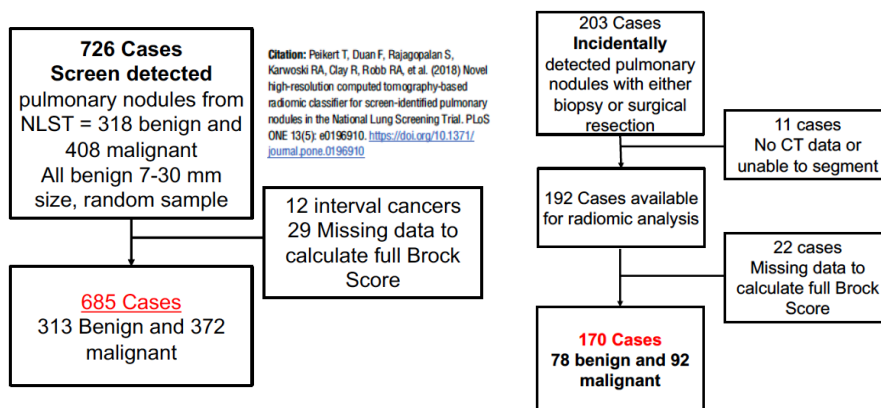 726 Cases
Screen detected
pulmonary nodules from
NLST = 318 benign and
408 malignant
All benign 7-30 mm
size, random sample
Citation: Peikert T, Duan F, Rajagopalan S,
Karwoski RA, Clay R, Robb RA, et al. (2018) Novel
high-resolution computed tomography-based
radiomic classifier for screen-identified pulmonary
nodules in the National Lung Screening Trial. PLoS
ONE 13(5): e0196910. https://doi.org/10.1371/
journal.pone.0196910
12 interval cancers
29 Missing data to
calculate full Brock
Score
685 Cases
313 Benign and 372
malignant
203 Cases
Incidentally
detected pulmonary
nodules with either
biopsy or surgical
resection
11 cases
No CT data or
unable to segment
192 Cases available
for radiomic analysis
22 cases
Missing data to
calculate full Brock
Score
170 Cases
78 benign and 92
malignant